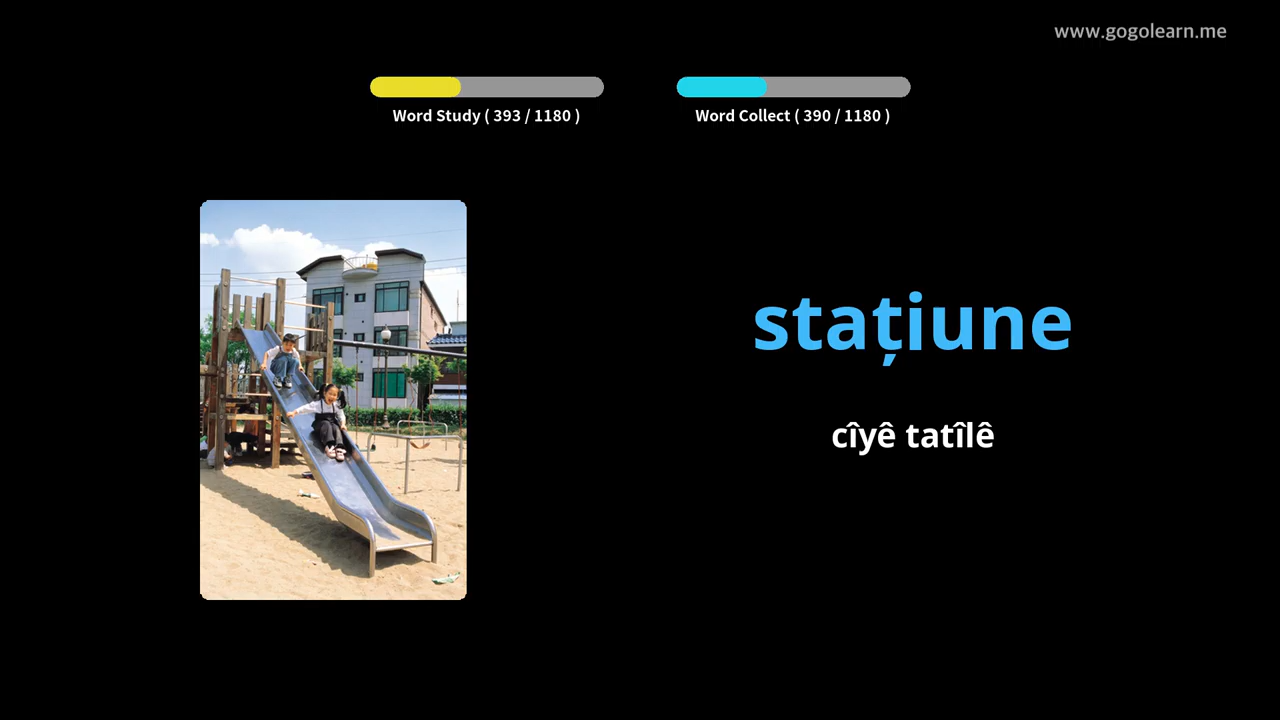 www.gogolearn.me
Word Study ( 393 / 1180 )
Word Collect ( 390 / 1180 )
stațiune
cîyê tatîlê